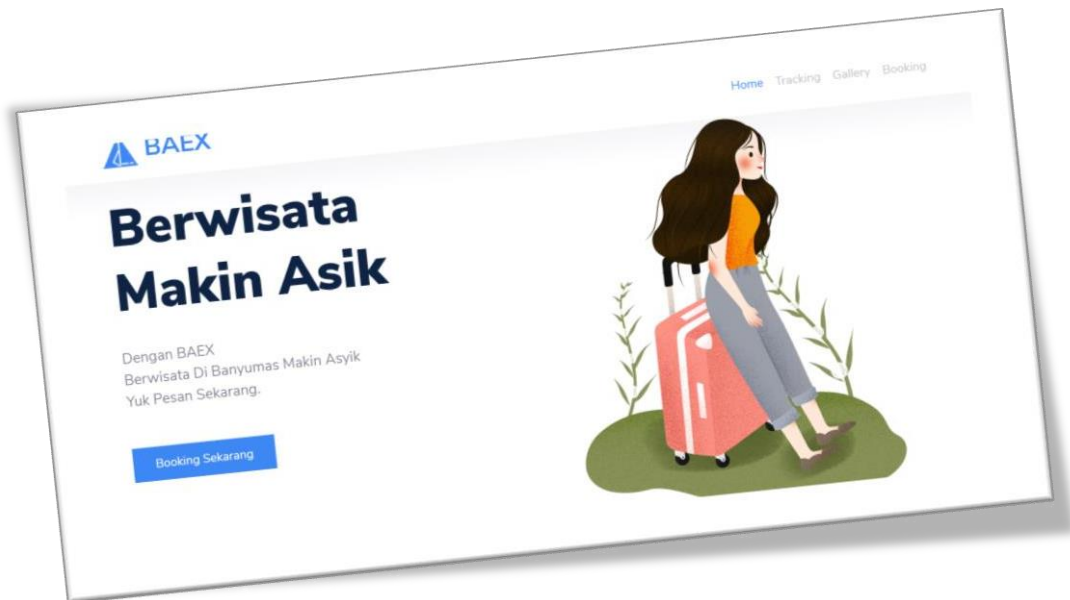 BAEX
Home Tracking Gallery Booking
Berwisata
Makin Asik
Dengan BAEX
Berwisata Di Banyumas Makin Asyik
Yuk Pesan Sekarang.
Booking Sekarang